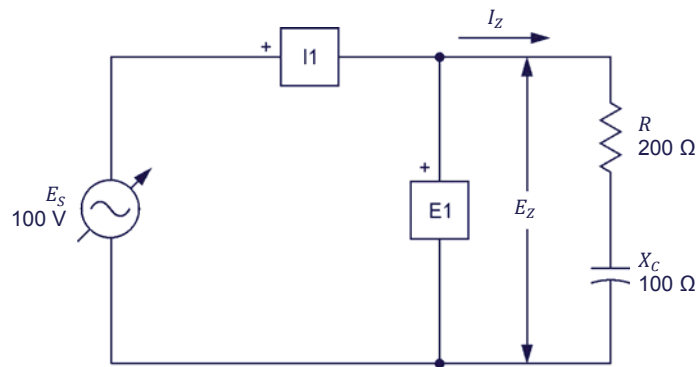 I_Z
+
I1
R
200 Ω
+
E_S
100 V
E1
E_Z
X_C
100 Ω